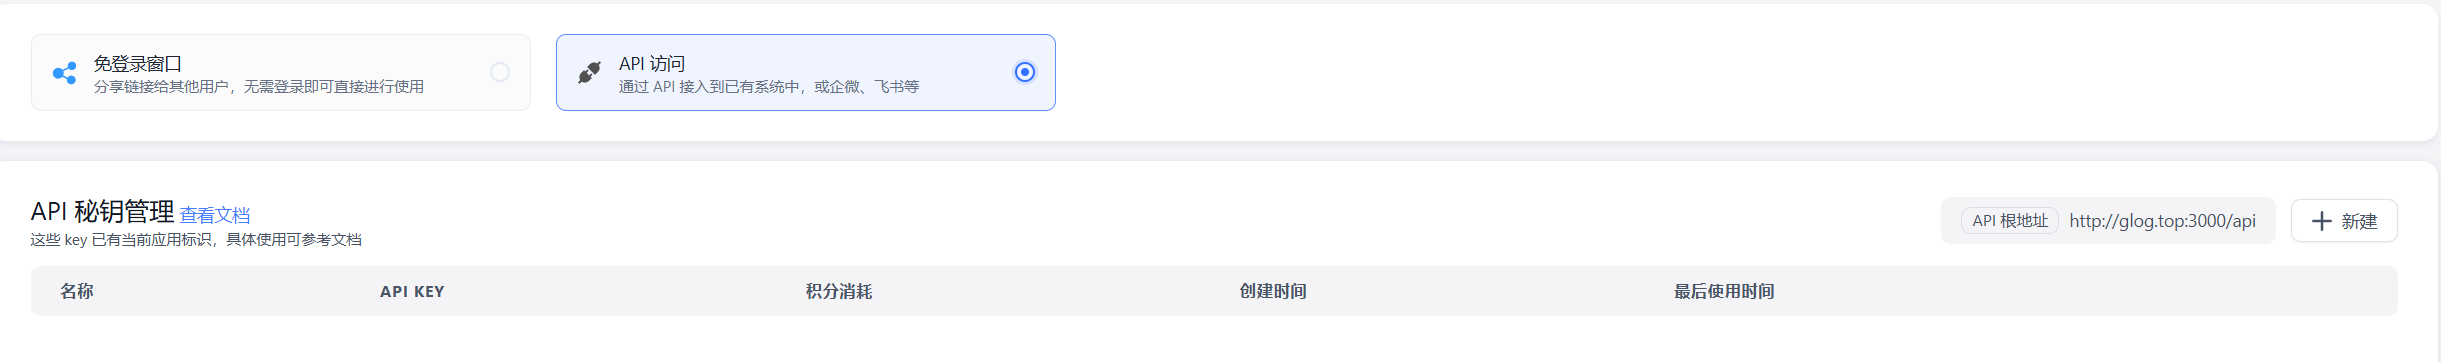 免登录窗口
分享链接给其他用户，无需登录即可直接进行使用
API 访问
通过 API 接入到已有系统中，或企微、飞书等
API 秘钥管理 查看文档
这些 key 已有当前应用标识，具体使用可参考文档
API 根地址 http://glog.top:3000/api
新建
名称 API KEY 积分消耗 创建时间 最后使用时间